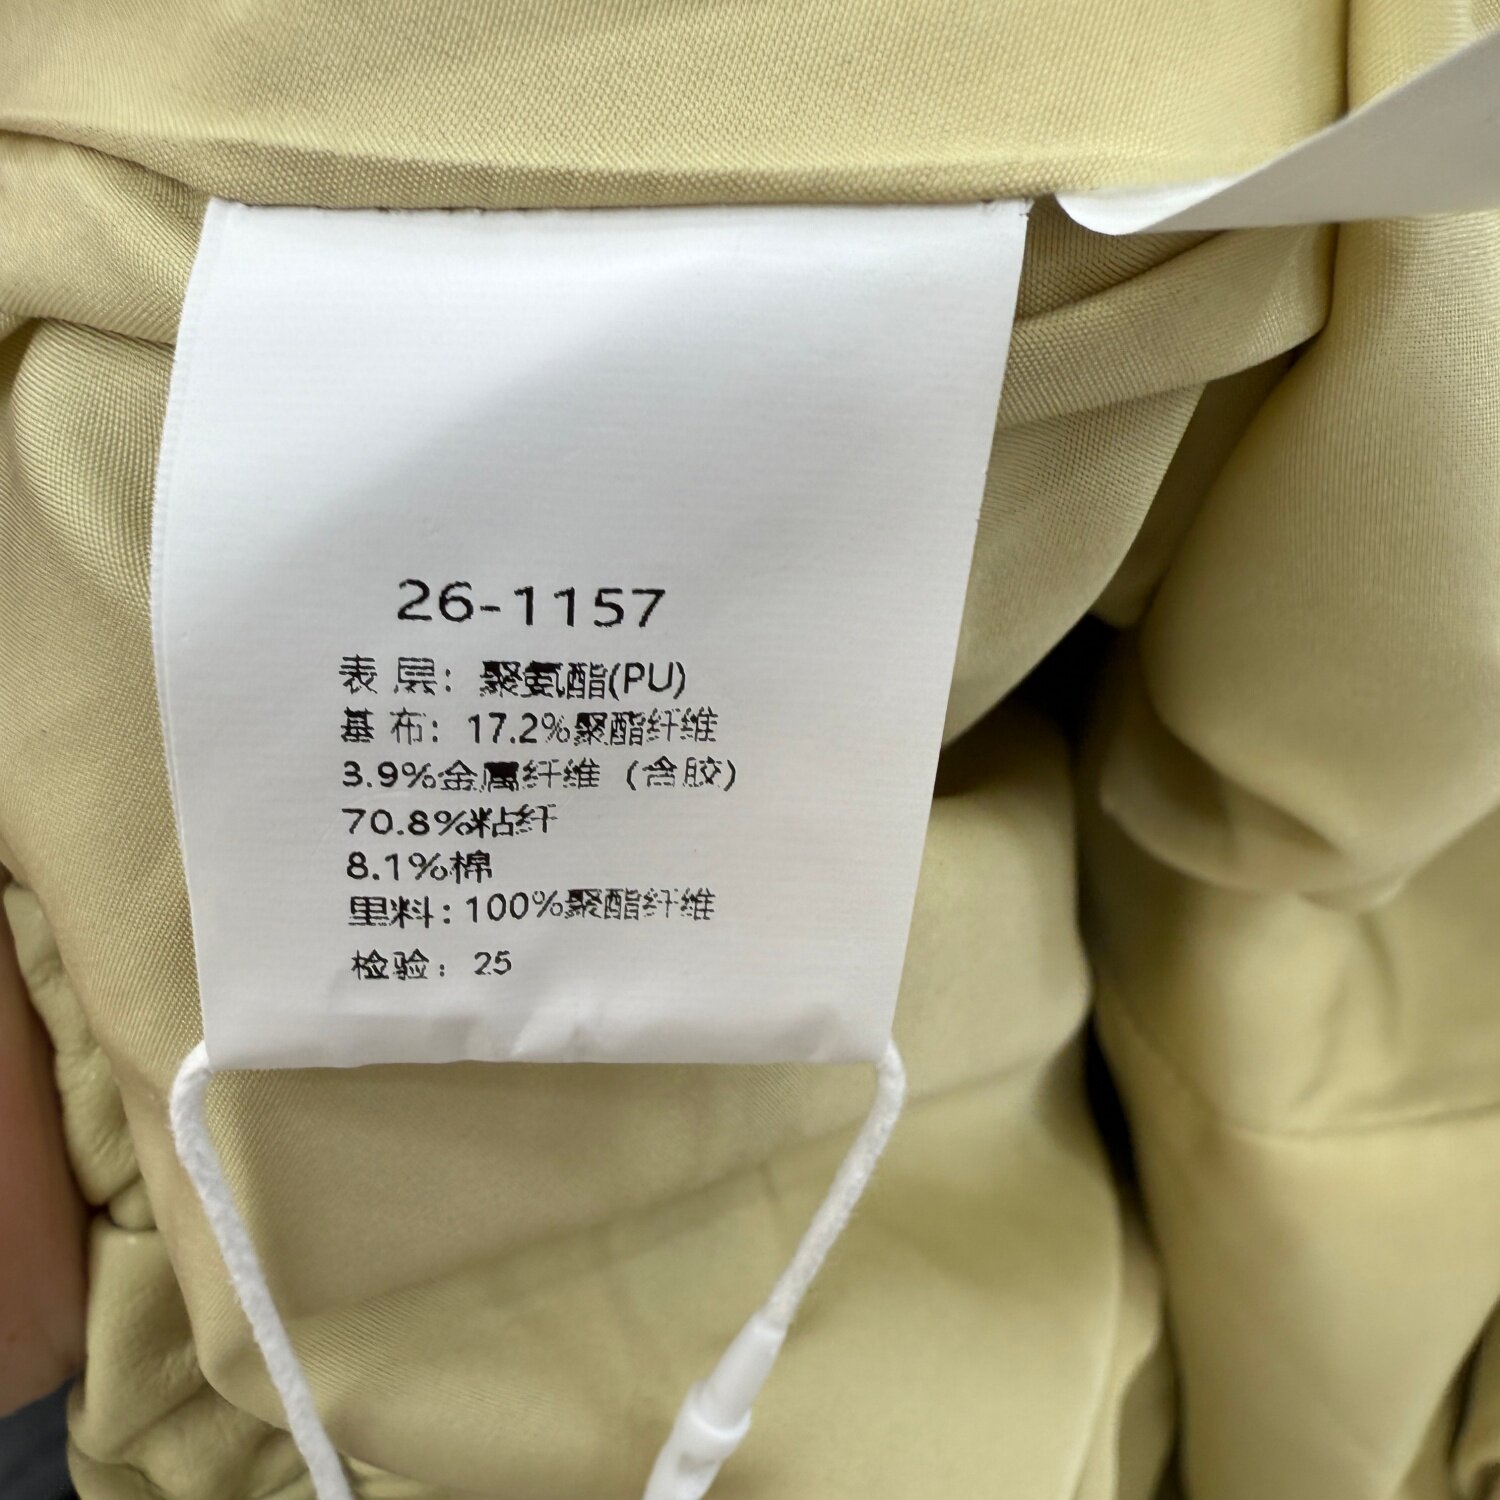 26-1157
表 层：聚氨酯(PU)
基 布：17.2%聚酯纤维
3.9%金属纤维（含胶）
70.8%粘纤
8.1%棉
里料：100%聚酯纤维
检验：25